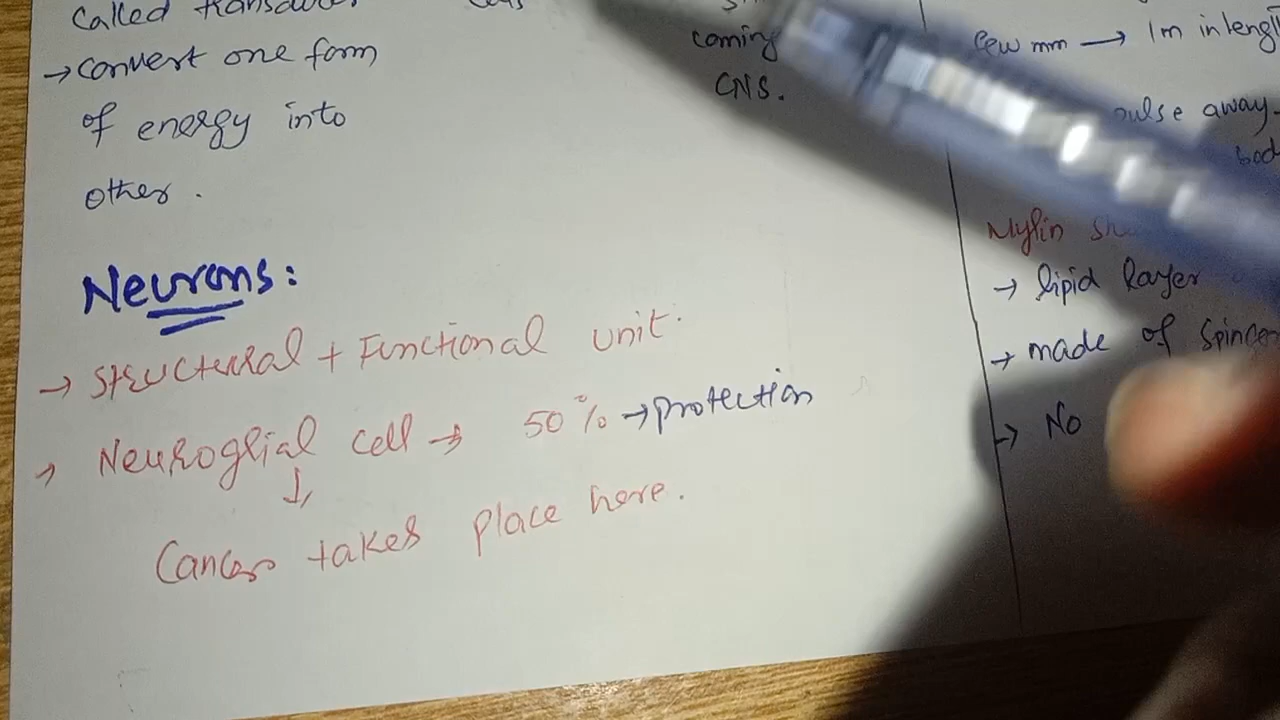 Called
→ Convert one form
of energy into
other.
Neurons:
→ Structural + Functional unit.
→ Neuroglial cell → 50% → protection
↓
Cancer takes place here.
coming
CNS.
few mm → 1m in length
away
Mylin
→ lipid layer
→ made of
→ No